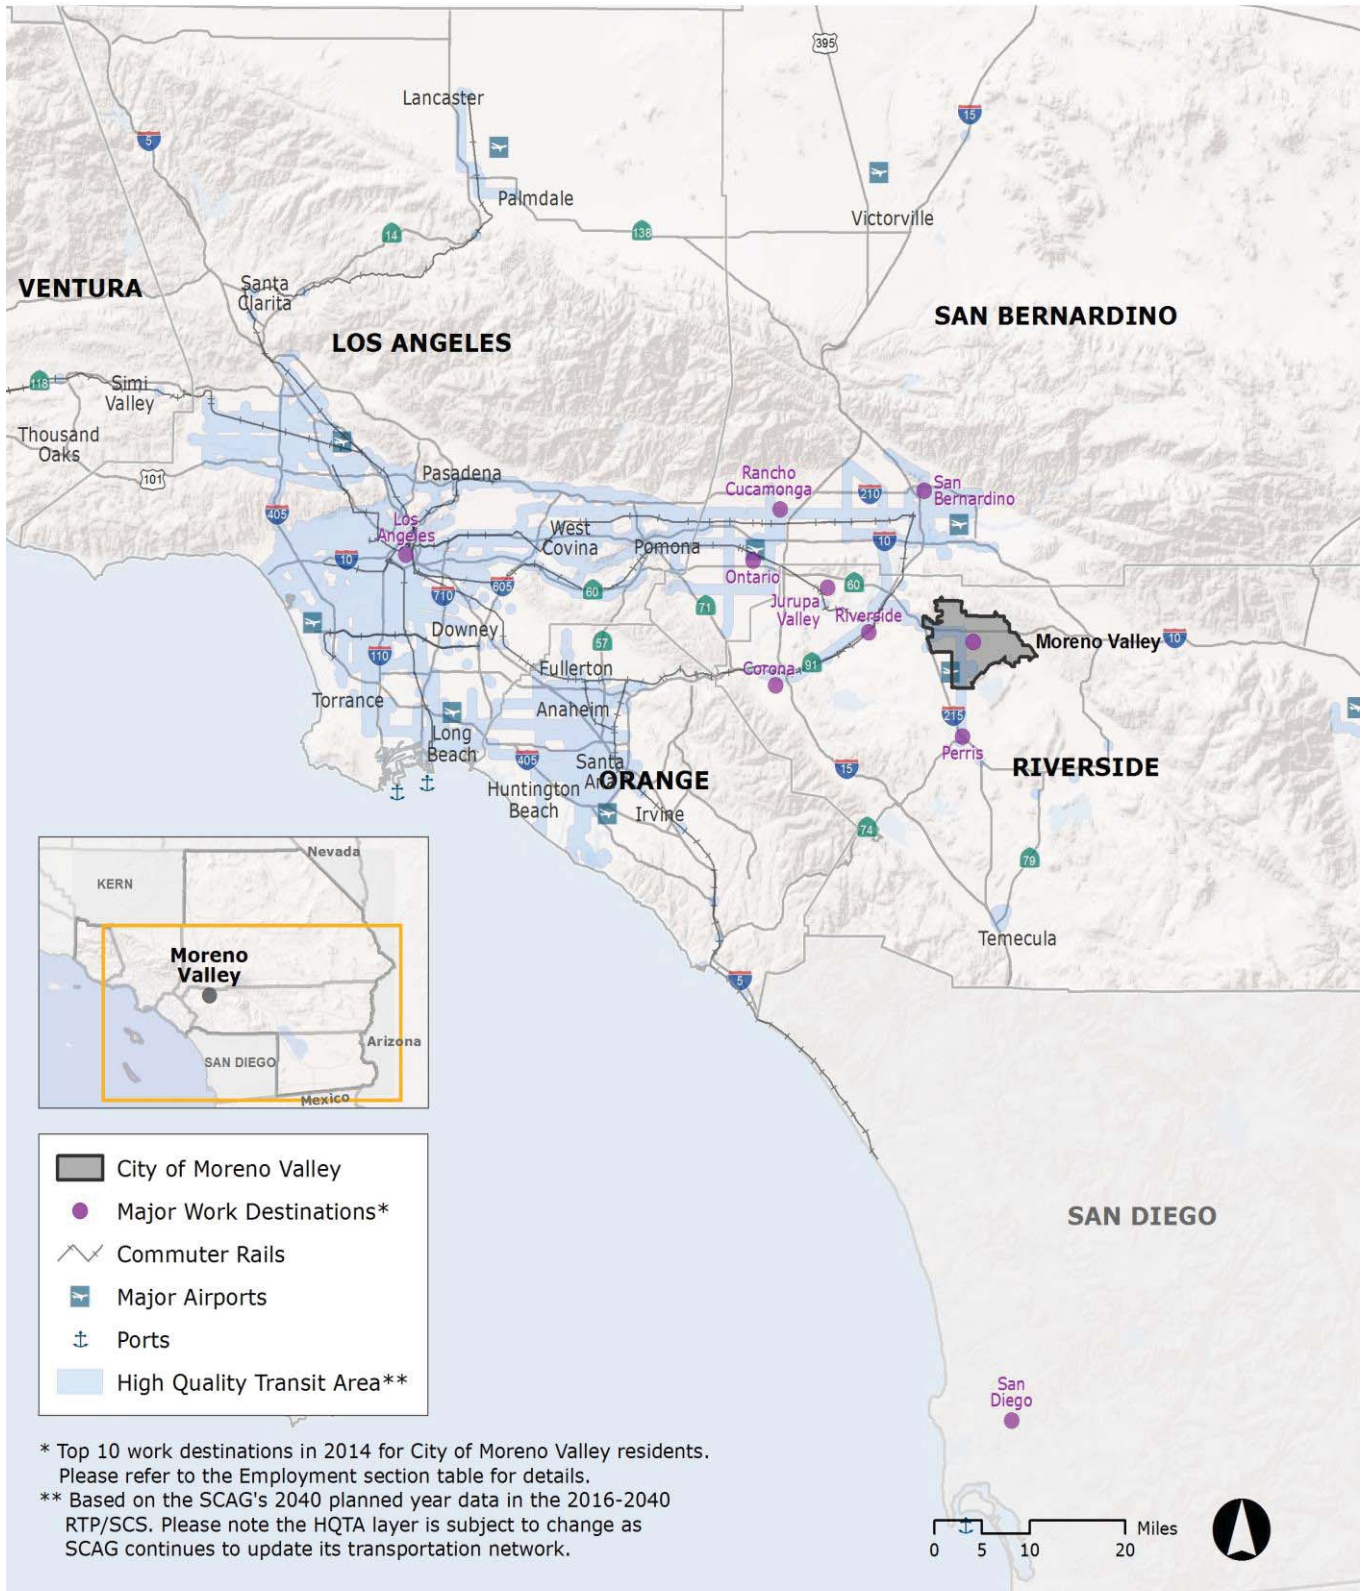 395
Lancaster
15
5
Palmdale
Victorville
14
138
VENTURA
Santa
Clarita
SAN BERNARDINO
LOS ANGELES
118
Simi
Valley
Thousand
Oaks
101
Pasadena
Rancho
Cucamonga
210
San
Bernardino
405
Los
Angeles
West
Covina
Pomona
10
10
Ontario
605
710
60
71
60
Jurupa
Valley
Riverside
Downey
57
Moreno Valley
10
110
Fullerton
Corona
91
Torrance
Anaheim
215
Long
Beach
Perris
405
Santa
Ana
ORANGE
15
RIVERSIDE
Huntington
Beach
Irvine
74
79
Temecula
5
Nevada
KERN
Moreno
Valley
Arizona
SAN DIEGO
Mexico
City of Moreno Valley
Major Work Destinations*
Commuter Rails
Major Airports
Ports
High Quality Transit Area**
SAN DIEGO
San
Diego
* Top 10 work destinations in 2014 for City of Moreno Valley residents.
Please refer to the Employment section table for details.
** Based on the SCAG's 2040 planned year data in the 2016-2040
RTP/SCS. Please note the HQTA layer is subject to change as
SCAG continues to update its transportation network.
Miles
0 5 10 20